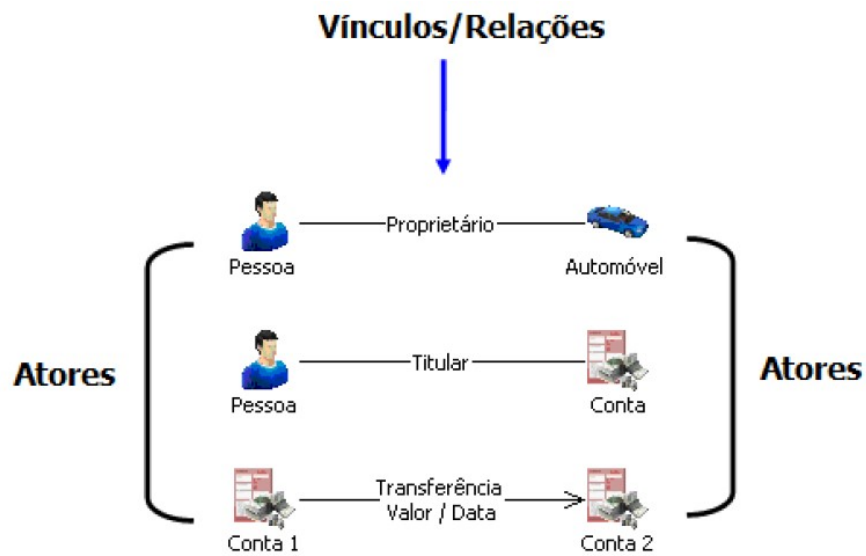 Vínculos/Relações
Proprietário
Pessoa
Automóvel
Atores
Titular
Atores
Pessoa
Conta
Transferência
Valor / Data
Conta 1
Conta 2